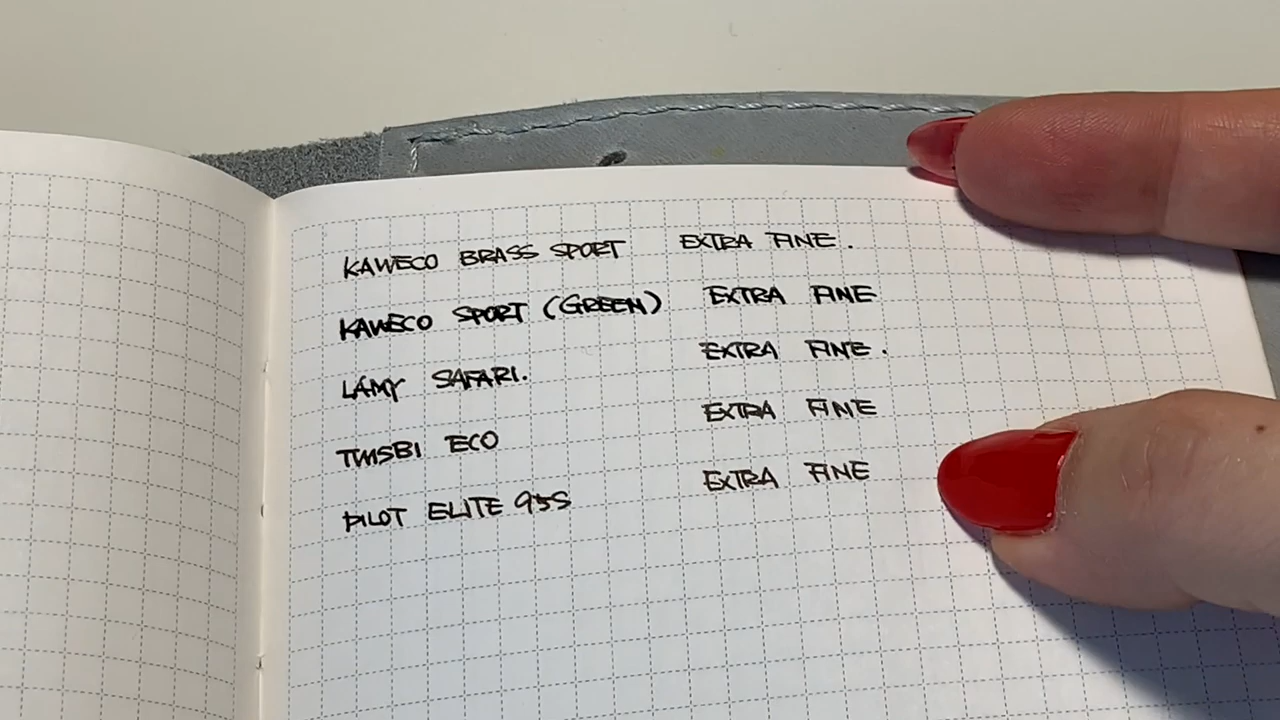 KAWECO BRASS SPORT EXTRA FINE.
KAWECO SPORT (GREEN) EXTRA FINE
LAMY SAFARI. EXTRA FINE.
TWSBI ECO EXTRA FINE
PILOT ELITE 95S EXTRA FINE